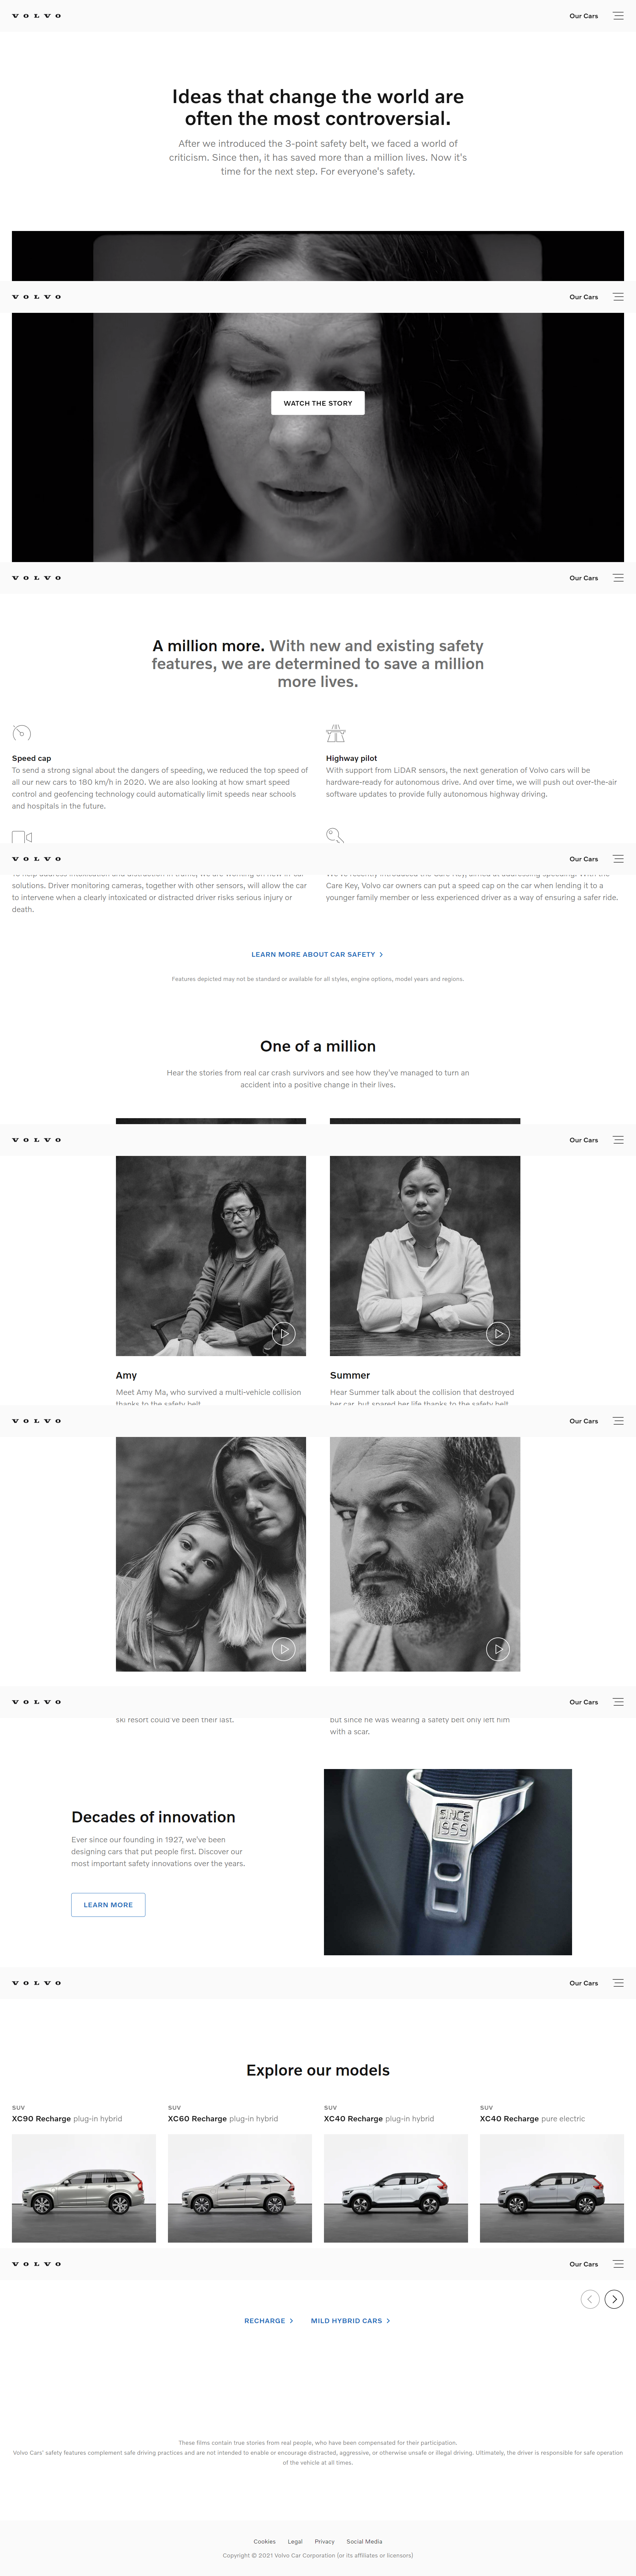 VOLVO
Our Cars
Ideas that change the world are
often the most controversial.
After we introduced the 3-point safety belt, we faced a world of
criticism. Since then, it has saved more than a million lives. Now it's
time for the next step. For everyone's safety.
VOLVO
Our Cars
WATCH THE STORY
VOLVO
Our Cars
A million more. With new and existing safety
features, we are determined to save a million
more lives.
Speed cap
To send a strong signal about the dangers of speeding, we reduced the top speed of
all our new cars to 180 km/h in 2020. We are also looking at how smart speed
control and geofencing technology could automatically limit speeds near schools
and hospitals in the future.
Highway pilot
With support from LiDAR sensors, the next generation of Volvo cars will be
hardware-ready for autonomous drive. And over time, we will push out over-the-air
software updates to provide fully autonomous highway driving.
VOLVO
Our Cars
solutions. Driver monitoring cameras, together with other sensors, will allow the car
to intervene when a clearly intoxicated or distracted driver risks serious injury or
death.
Care Key, Volvo car owners can put a speed cap on the car when lending it to a
younger family member or less experienced driver as a way of ensuring a safer ride.
LEARN MORE ABOUT CAR SAFETY
Features depicted may not be standard or available for all styles, engine options, model years and regions.
One of a million
Hear the stories from real car crash survivors and see how they've managed to turn an
accident into a positive change in their lives.
VOLVO
Our Cars
Amy
Meet Amy Ma, who survived a multi-vehicle collision
thanks to the safety belt
Summer
Hear Summer talk about the collision that destroyed
her car, but spared her life thanks to the safety belt
VOLVO
Our Cars
VOLVO
Our Cars
ski resort could've been their last.
but since he was wearing a safety belt only left him
with a scar.
Decades of innovation
Ever since our founding in 1927, we've been
designing cars that put people first. Discover our
most important safety innovations over the years.
LEARN MORE
SINCE
1959
VOLVO
Our Cars
Explore our models
SUV
XC90 Recharge plug-in hybrid
SUV
XC60 Recharge plug-in hybrid
SUV
XC40 Recharge plug-in hybrid
SUV
XC40 Recharge pure electric
VOLVO
Our Cars
RECHARGE
MILD HYBRID CARS
These films contain true stories from real people, who have been compensated for their participation.
Volvo Cars' safety features complement safe driving practices and are not intended to enable or encourage distracted, aggressive, or otherwise unsafe or illegal driving. Ultimately, the driver is responsible for safe operation
of the vehicle at all times.
Cookies Legal Privacy Social Media
Copyright © 2021 Volvo Car Corporation (or its affiliates or licensors)